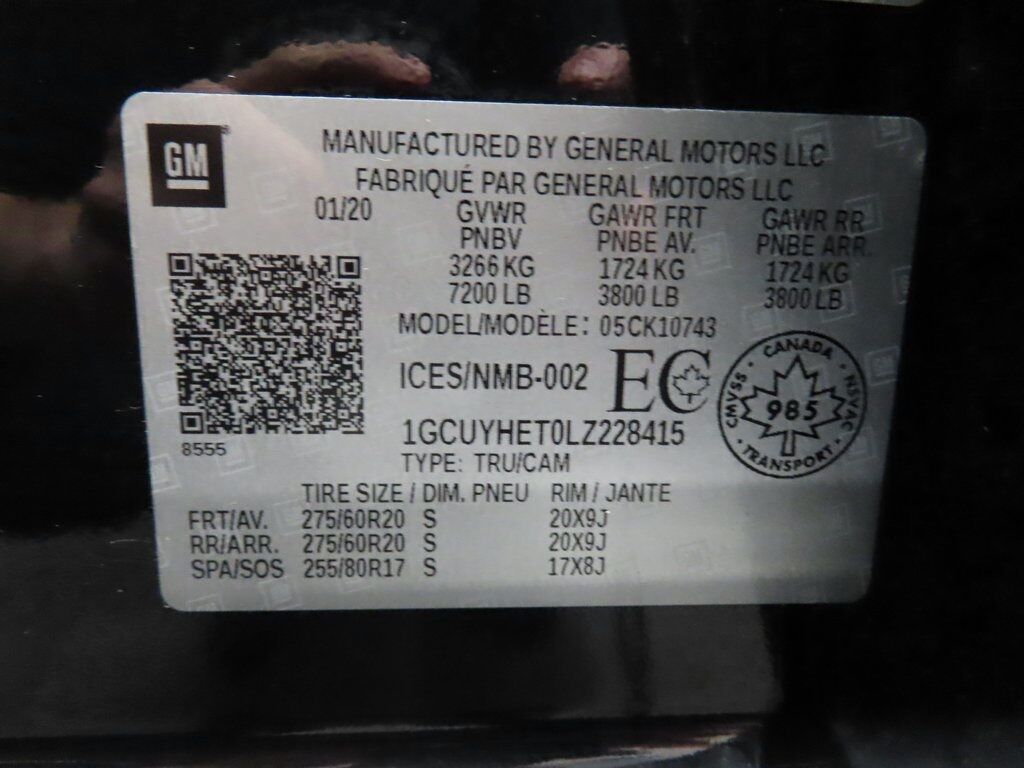 GM
MANUFACTURED BY GENERAL MOTORS LLC
FABRIQUÉ PAR GENERAL MOTORS LLC
01/20 GVWR GAWR FRT GAWR RR
PNBV PNBE AV. PNBE ARR.
3266 KG 1724 KG 1724 KG
7200 LB 3800 LB 3800 LB
MODEL/MODÈLE: 05CK10743
ICES/NMB-002 EC
CANADA
CMVSS 985 NSVAC
TRANSPORT
1GCUYHET0LZ228415
8555
TYPE: TRU/CAM
TIRE SIZE / DIM. PNEU RIM / JANTE
FRT/AV. 275/60R20 S 20X9J
RR/ARR. 275/60R20 S 20X9J
SPA/SOS 255/80R17 S 17X8J